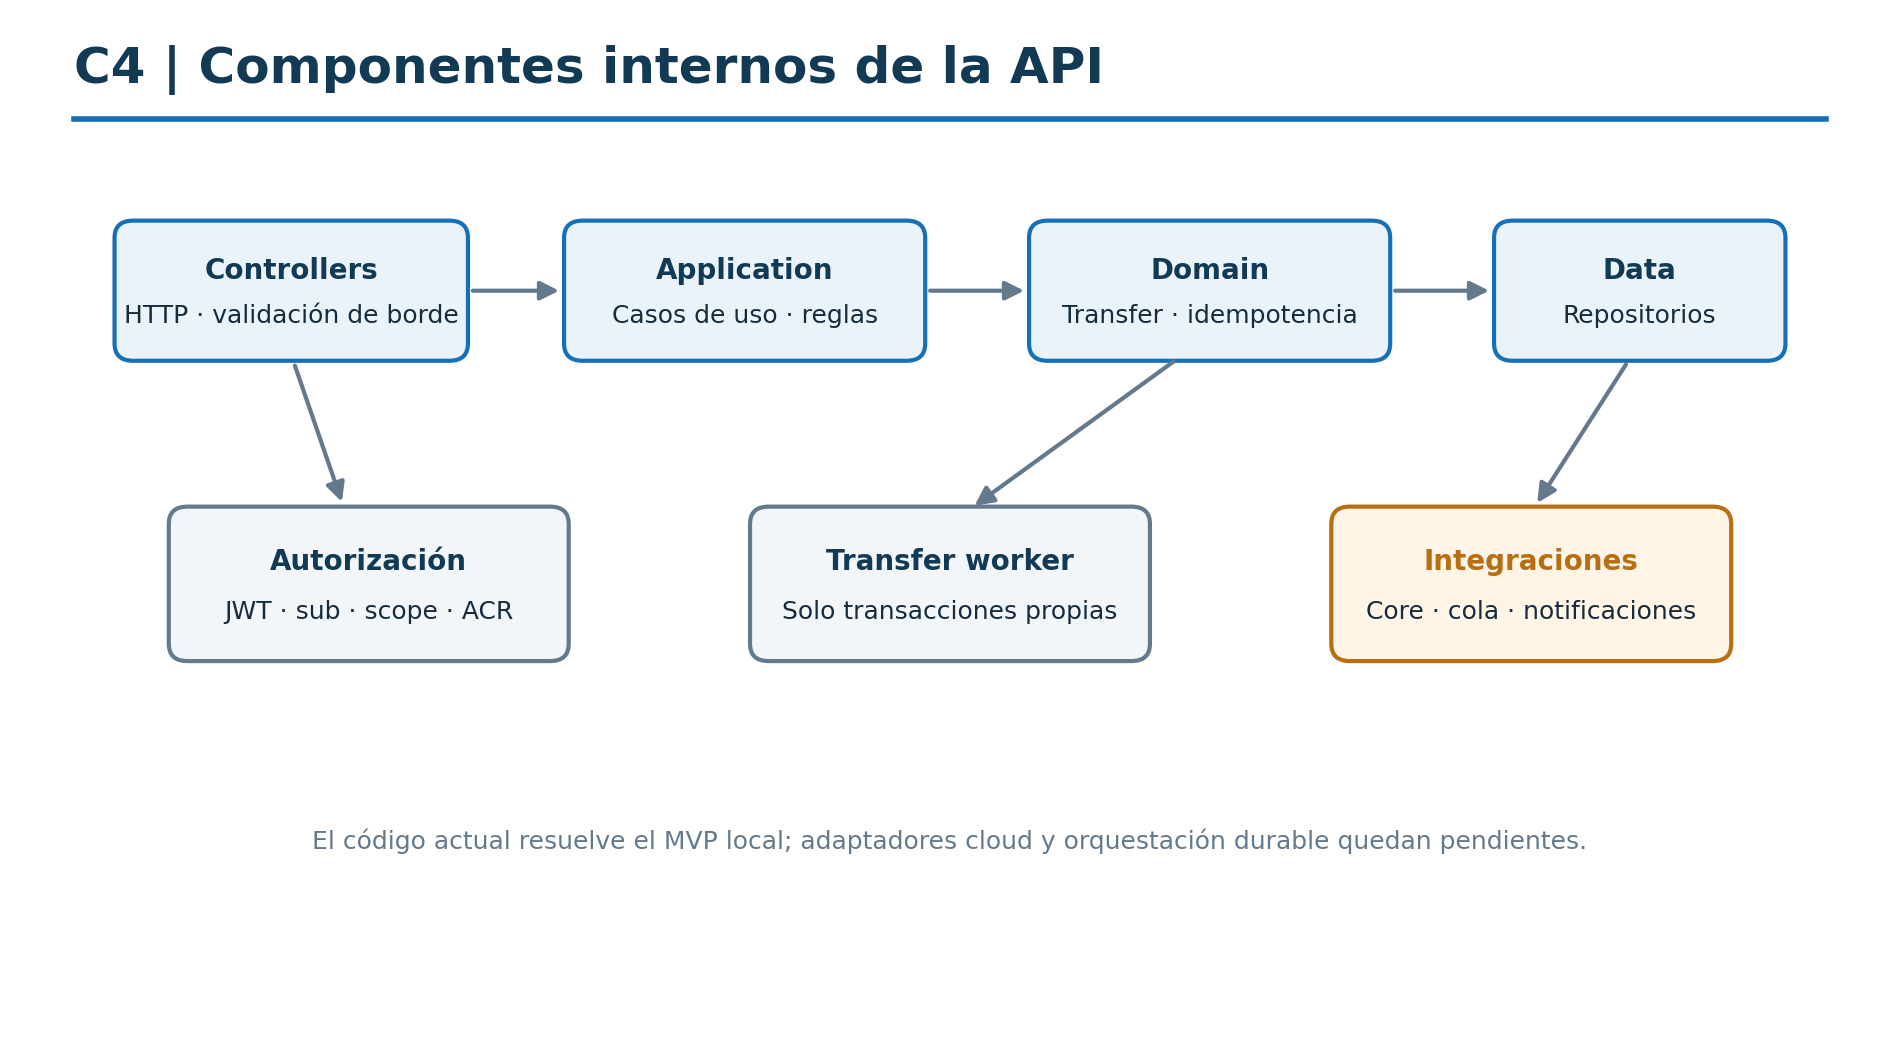 C4 | Componentes internos de la API
Controllers
HTTP · validación de borde
Application
Casos de uso · reglas
Domain
Transfer · idempotencia
Data
Repositorios
Autorización
JWT · sub · scope · ACR
Transfer worker
Solo transacciones propias
Integraciones
Core · cola · notificaciones
El código actual resuelve el MVP local; adaptadores cloud y orquestación durable quedan pendientes.